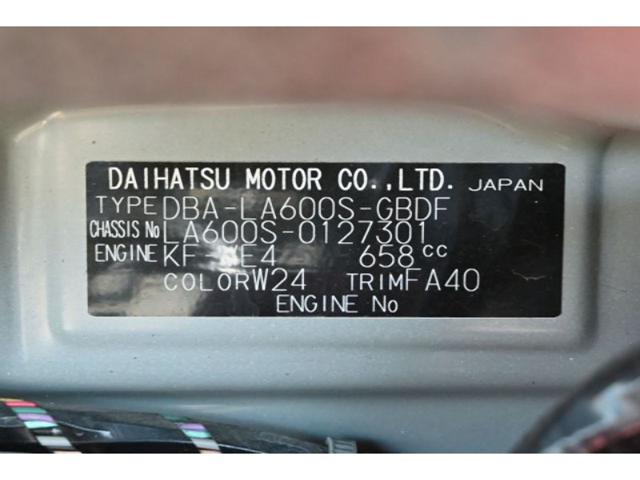 DAIHATSU MOTOR CO.,LTD. JAPAN
TYPE DBA-LA600S-GBDF
CHASSIS No LA600S-0127301
ENGINE KF VE4 658 cc
COLOR W24 TRIM FA40
ENGINE No